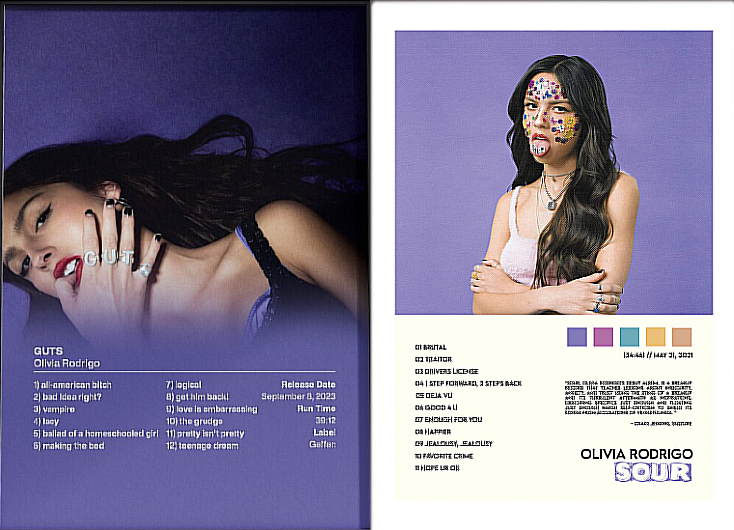 GUT
GUTS
Olivia Rodrigo
1) all-american bitch
2) bad idea right?
3) vampire
4) lacy
5) ballad of a homeschooled girl
6) making the bed
7) logical
8) get him back!
9) love is embarrassing
10) the grudge
11) pretty isn't pretty
12) teenage dream
Release Date
September 8, 2023
Run Time
39:12
Label
Geffen
01 BRUTAL
02 TRAITOR
03 DRIVERS LICENSE
04 1 STEP FORWARD, 3 STEPS BACK
05 DEJA VU
06 GOOD 4 U
07 ENOUGH FOR YOU
08 HAPPIER
09 JEALOUSY, JEALOUSY
10 FAVORITE CRIME
11 HOPE UR OK
(34:46) // MAY 21, 2021
OLIVIA RODRIGO
SOUR